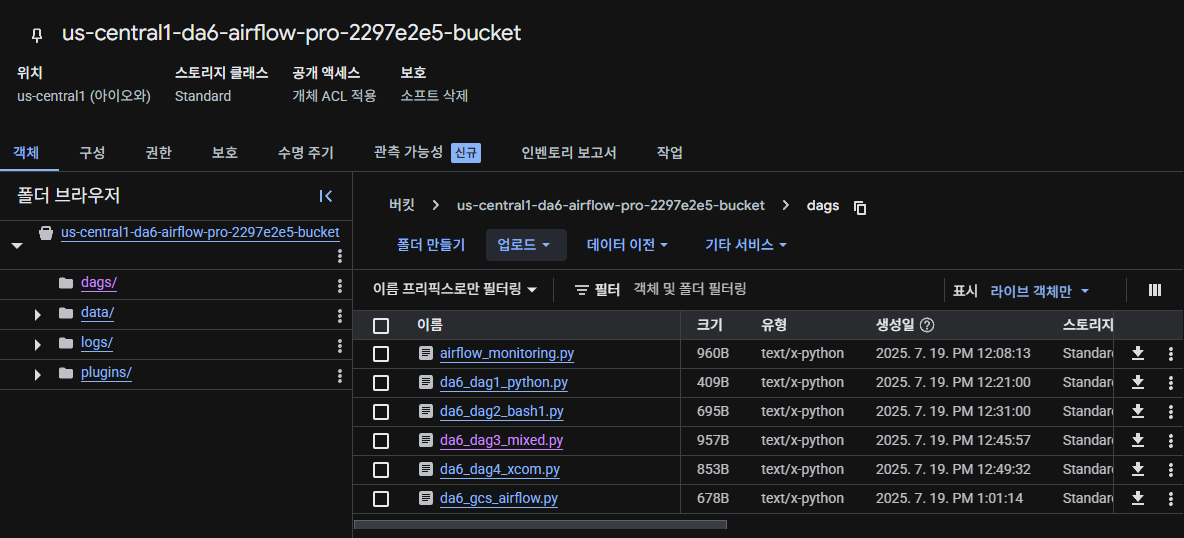 us-central1-da6-airflow-pro-2297e2e5-bucket
위치 스토리지 클래스 공개 액세스 보호
us-central1 (아이오와) Standard 개체 ACL 적용 소프트 삭제
객체 구성 권한 보호 수명 주기 관측 가능성 신규 인벤토리 보고서 작업
폴더 브라우저
us-central1-da6-airflow-pro-2297e2e5-bucket
dags/
data/
logs/
plugins/
버킷 > us-central1-da6-airflow-pro-2297e2e5-bucket > dags
폴더 만들기 업로드 데이터 이전 기타 서비스
이름 프리픽스로만 필터링 필터 객체 및 폴더 필터링 표시 라이브 객체만
이름 크기 유형 생성일 스토리지
airflow_monitoring.py 960B text/x-python 2025. 7. 19. PM 12:08:13 Standard
da6_dag1_python.py 409B text/x-python 2025. 7. 19. PM 12:21:00 Standard
da6_dag2_bash1.py 695B text/x-python 2025. 7. 19. PM 12:31:00 Standard
da6_dag3_mixed.py 957B text/x-python 2025. 7. 19. PM 12:45:57 Standard
da6_dag4_xcom.py 853B text/x-python 2025. 7. 19. PM 12:49:32 Standard
da6_gcs_airflow.py 678B text/x-python 2025. 7. 19. PM 1:01:14 Standard